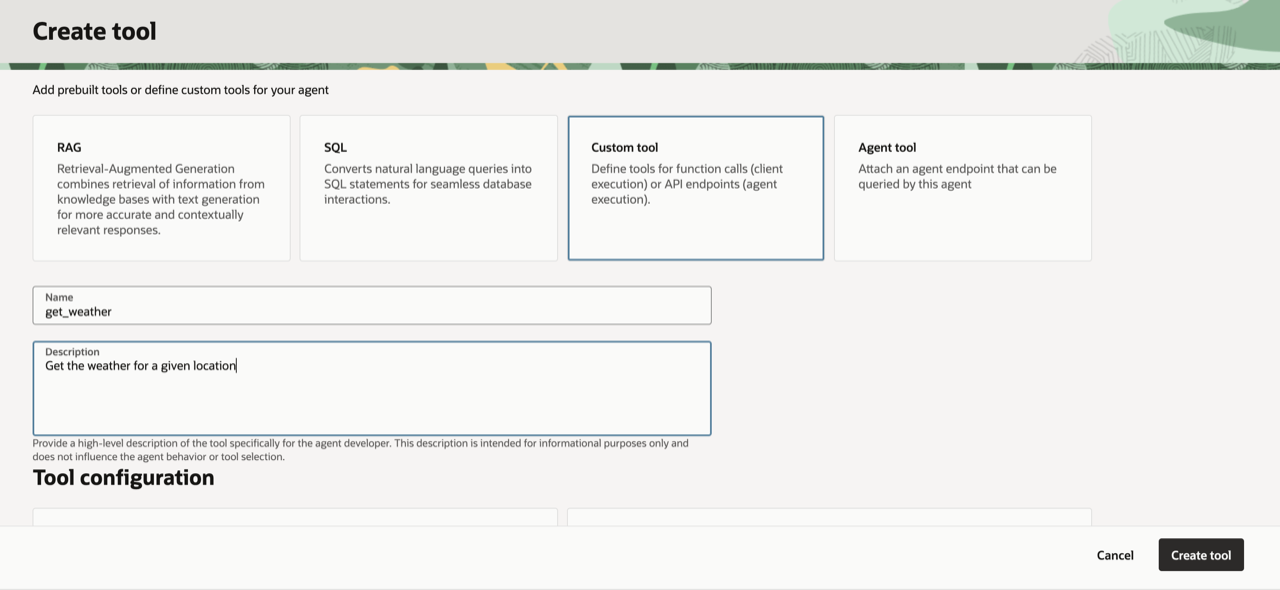 Create tool
Add prebuilt tools or define custom tools for your agent
RAG
Retrieval-Augmented Generation
combines retrieval of information from
knowledge bases with text generation
for more accurate and contextually
relevant responses.
SQL
Converts natural language queries into
SQL statements for seamless database
interactions.
Custom tool
Define tools for function calls (client
execution) or API endpoints (agent
execution).
Agent tool
Attach an agent endpoint that can be
queried by this agent
Name
get_weather
Description
Get the weather for a given location
Provide a high-level description of the tool specifically for the agent developer. This description is intended for informational purposes only and
does not influence the agent behavior or tool selection.
Tool configuration
Cancel
Create tool